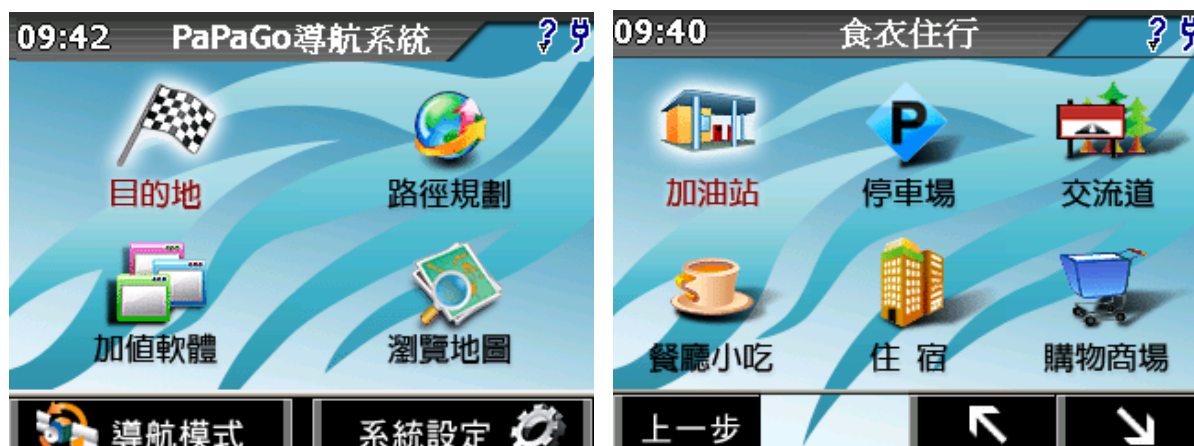 09:42 PaPaGo導航系統
目的地 路徑規劃
加值軟體 瀏覽地圖
導航模式 系統設定
09:40 食衣住行
加油站 停車場 交流道
餐廳小吃 住宿 購物商場
上一步